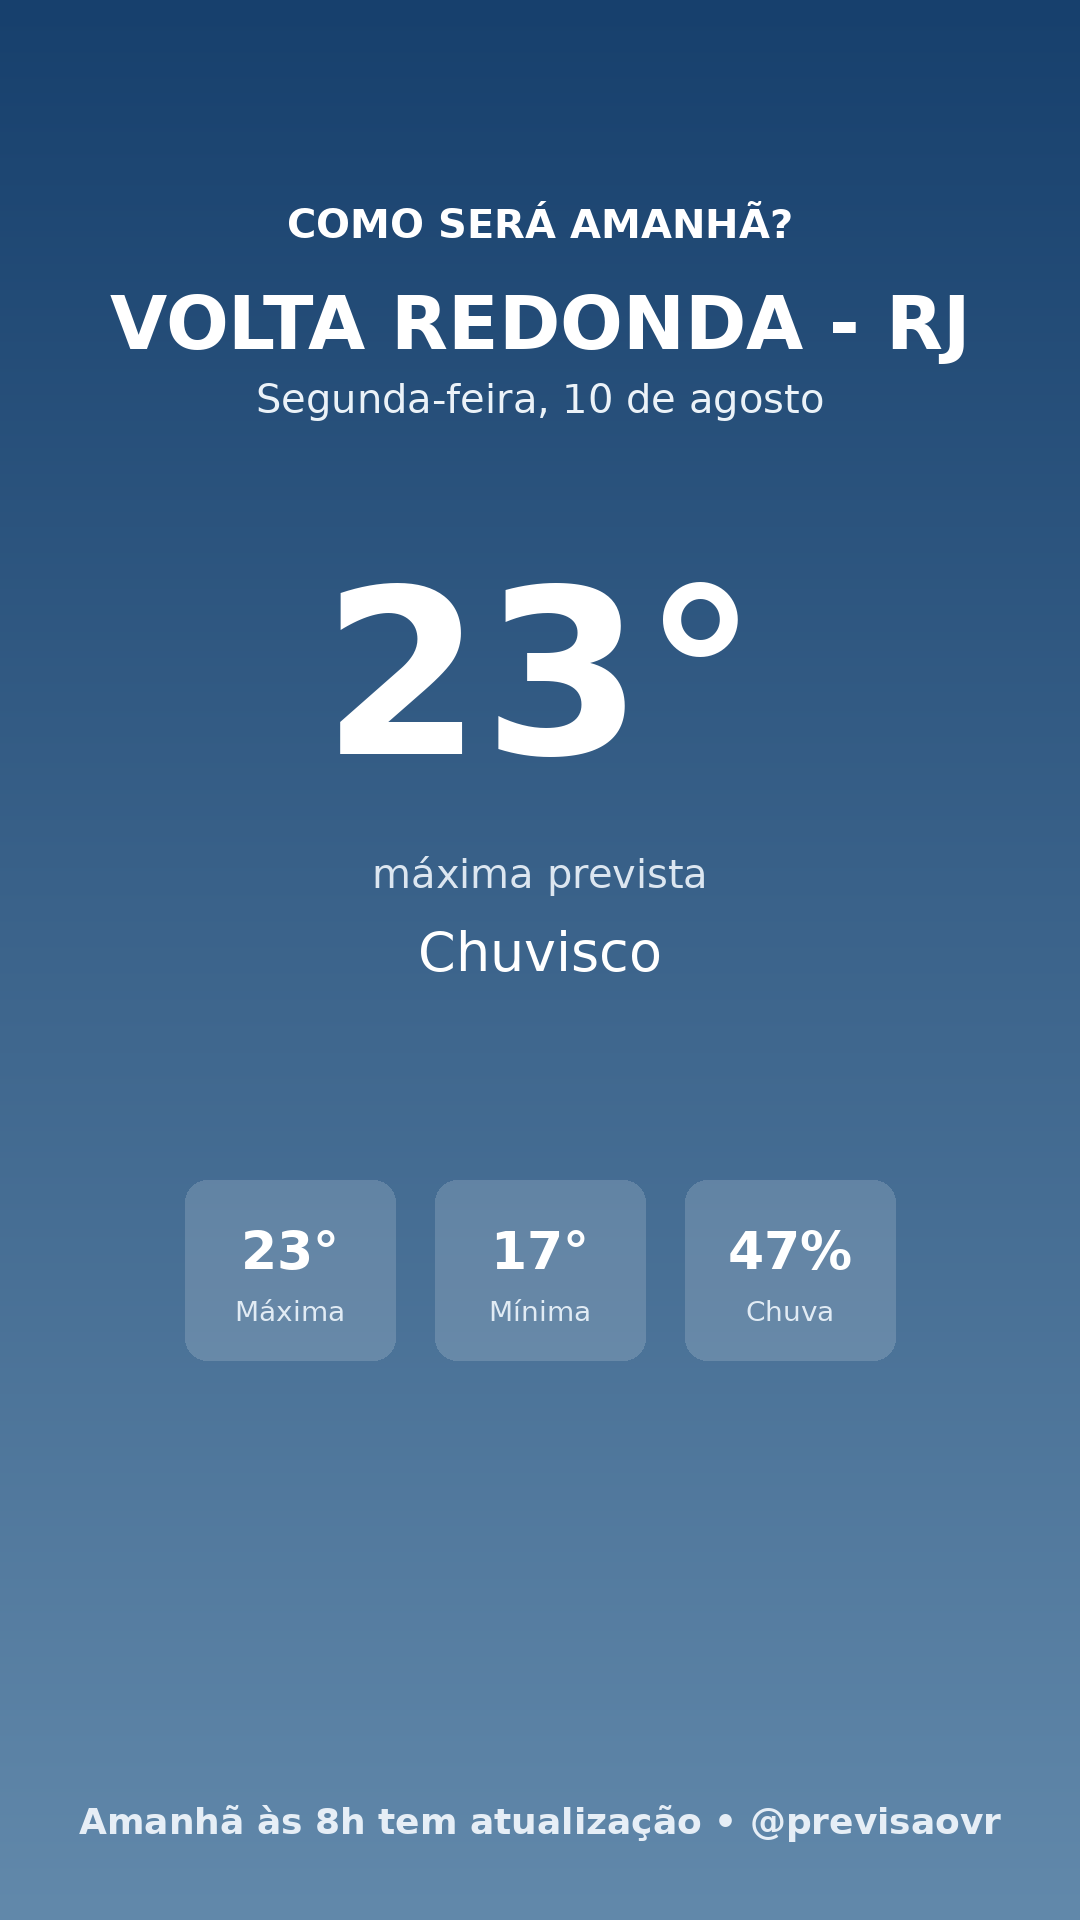 COMO SERÁ AMANHÃ?
VOLTA REDONDA - RJ
Segunda-feira, 10 de agosto
23°
máxima prevista
Chuvisco
23° 17° 47%
Máxima Mínima Chuva
Amanhã às 8h tem atualização • @previsaovr